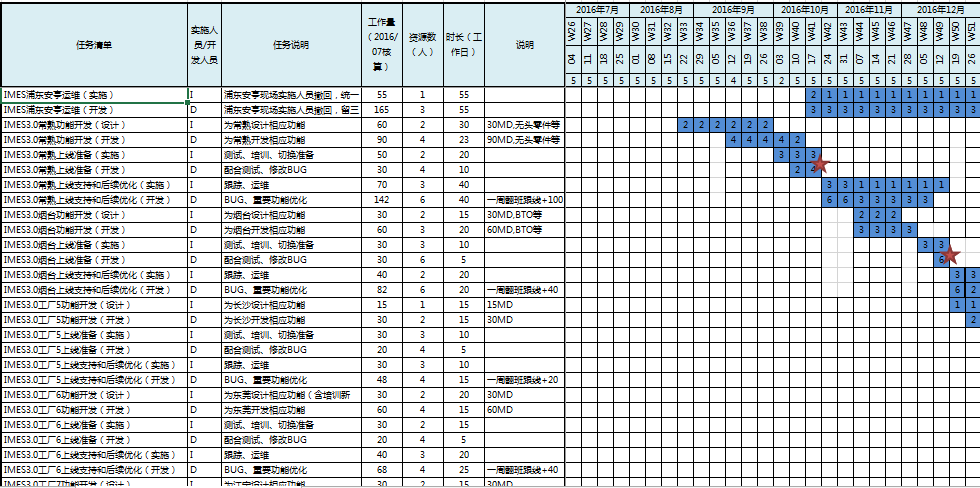 任务清单 实施人员/开发人员 任务说明 工作量（2016/07核算） 资源数（人） 时长（工作日） 说明 2016年7月 2016年8月 2016年9月 2016年10月 2016年11月 2016年12月
W26 W27 W28 W29 W30 W31 W32 W33 W34 W35 W36 W37 W38 W39 W40 W41 W42 W43 W44 W45 W46 W47 W48 W49 W50 W51
04 11 18 25 01 08 15 22 29 05 12 19 26 03 10 17 24 31 07 14 21 28 05 12 19 26
5 5 5 5 5 5 5 5 5 5 4 5 5 2 5 5 5 5 5 5 5 5 5 5 5 5
IMES浦东安亭运维（实施） I 浦东安亭现场实施人员撤回，统一 55 1 55 2 1 1 1 1 1 1 1 1 1 1
IMES浦东安亭运维（开发） D 浦东安亭现场实施人员撤回，留三 165 3 55 3 3 3 3 3 3 3 3 3 3 3
IMES3.0常熟功能开发（设计） I 为常熟设计相应功能 60 2 30 30MD,无头零件等 2 2 2 2 2 2
IMES3.0常熟功能开发（开发） D 为常熟开发相应功能 90 4 23 90MD,无头零件等 4 4 4 4 2
IMES3.0常熟上线准备（实施） I 测试、培训、切换准备 50 2 20 3 3 3
IMES3.0常熟上线准备（开发） D 配合测试、修改BUG 30 4 10 2 4
IMES3.0常熟上线支持和后续优化（实施） I 跟踪、运维 70 3 40 3 3 1 1 1 1 1 1
IMES3.0常熟上线支持和后续优化（开发） D BUG、重要功能优化 142 6 40 一周翻班跟线+100 6 6 3 3 3 3 3
IMES3.0烟台功能开发（设计） I 为烟台设计相应功能 30 2 15 30MD,BTO等 2 2 2
IMES3.0烟台功能开发（开发） D 为烟台开发相应功能 60 3 20 60MD,BTO等 3 3 3 3
IMES3.0烟台上线准备（实施） I 测试、培训、切换准备 30 3 10 3 3
IMES3.0烟台上线准备（开发） D 配合测试、修改BUG 30 6 5 6
IMES3.0烟台上线支持和后续优化（实施） I 跟踪、运维 40 2 20 3 3
IMES3.0烟台上线支持和后续优化（开发） D BUG、重要功能优化 82 6 20 一周翻班跟线+40 6 2
IMES3.0工厂5功能开发（设计） I 为长沙设计相应功能 15 1 15 15MD 1 1
IMES3.0工厂5功能开发（开发） D 为长沙开发相应功能 30 2 15 30MD 2
IMES3.0工厂5上线准备（实施） I 测试、培训、切换准备 30 3 10
IMES3.0工厂5上线准备（开发） D 配合测试、修改BUG 20 4 5
IMES3.0工厂5上线支持和后续优化（实施） I 跟踪、运维 30 3 10
IMES3.0工厂5上线支持和后续优化（开发） D BUG、重要功能优化 48 4 15 一周翻班跟线+20
IMES3.0工厂6功能开发（设计） I 为东莞设计相应功能（含培训新 30 2 20 30MD
IMES3.0工厂6功能开发（开发） D 为东莞开发相应功能 60 4 15 60MD
IMES3.0工厂6上线准备（实施） I 测试、培训、切换准备 30 2 15
IMES3.0工厂6上线准备（开发） D 配合测试、修改BUG 20 4 5
IMES3.0工厂6上线支持和后续优化（实施） I 跟踪、运维 40 3 20
IMES3.0工厂6上线支持和后续优化（开发） D BUG、重要功能优化 68 4 25 一周翻班跟线+40
IMES3.0工厂7功能开发（设计） I 为江宁设计相应功能 30 2 15 30MD